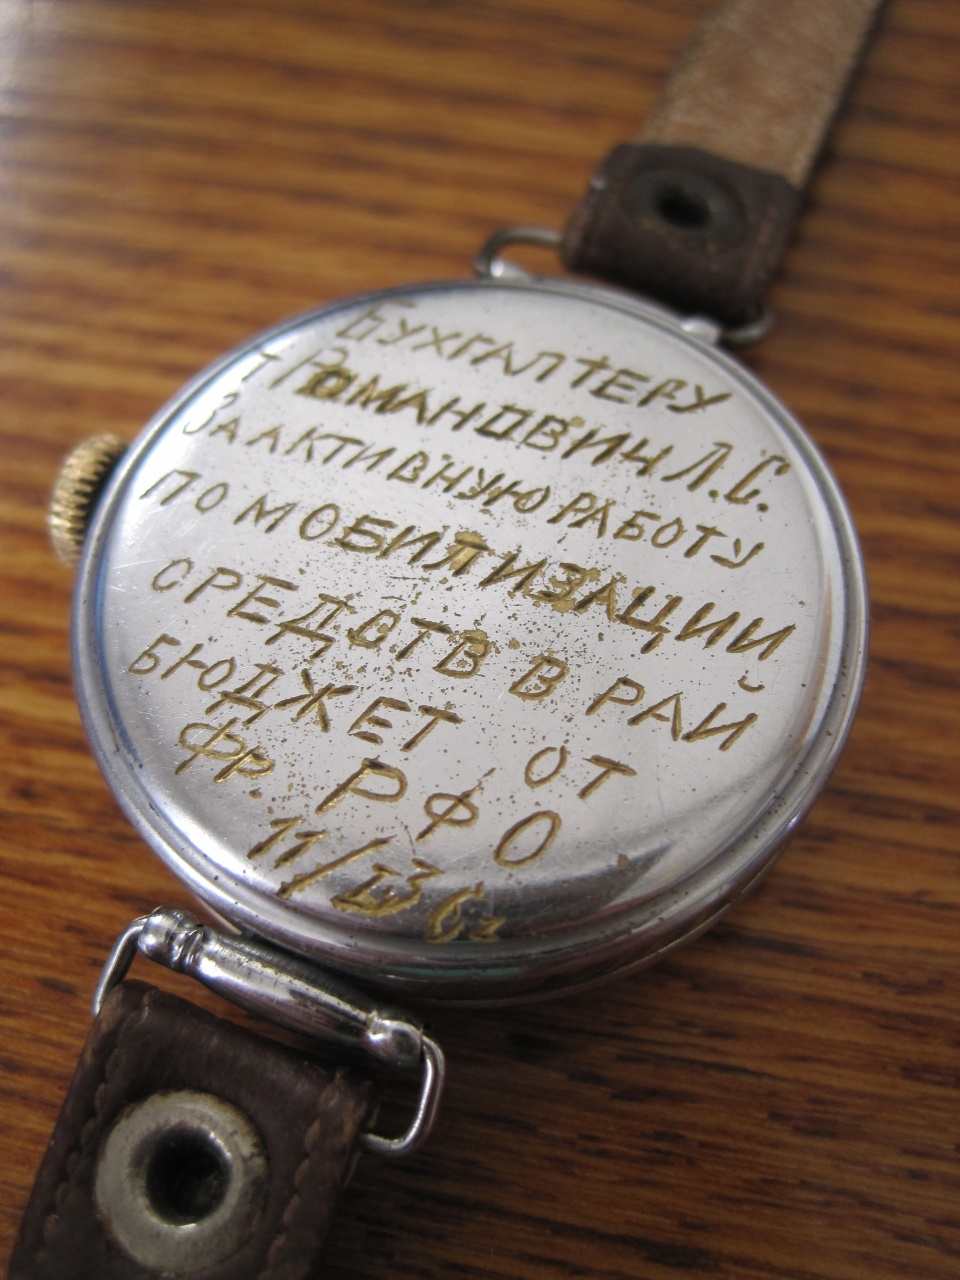 БУХГАЛТЕРУ
Т РОМАНОВИЧ Л.С.
ЗА АКТИВНУЮ РАБОТУ
ПО МОБИЛИЗАЦИИ
СРЕДСТВ В РАЙ
БЮДЖЕТ ОТ
ФР. РФО